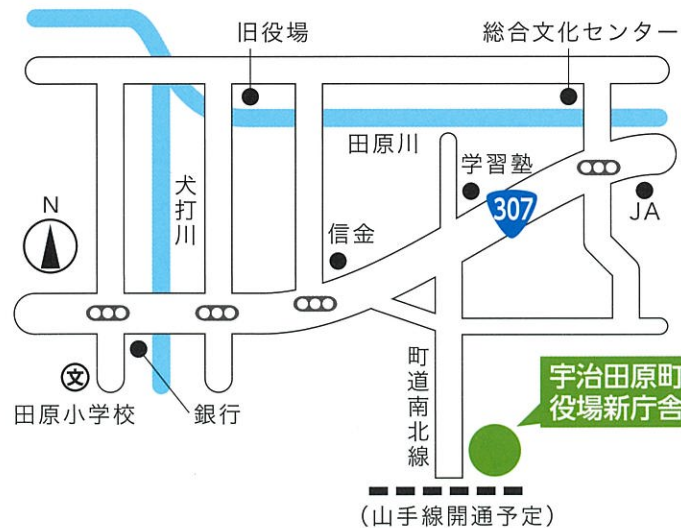 旧役場
総合文化センター
田原川
学習塾
犬打川
N
307
JA
信金
文
田原小学校
銀行
町道南北線
宇治田原町
役場新庁舎
(山手線開通予定)